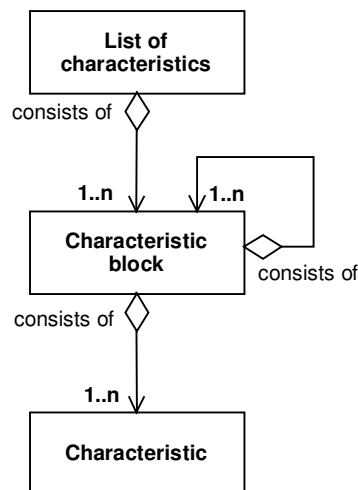 List of
characteristics
consists of
1..n
1..n
Characteristic
block
consists of
consists of
1..n
Characteristic